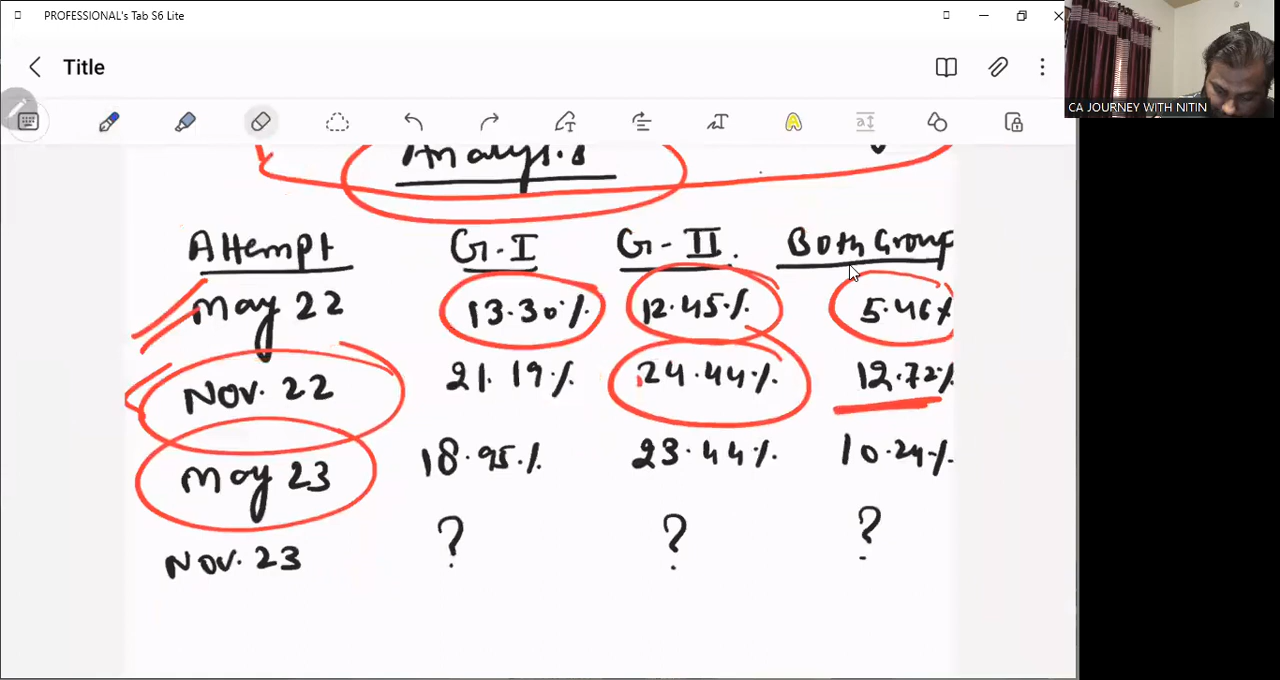 PROFESSIONAL's Tab S6 Lite
Title
CA JOURNEY WITH NITIN
Analysis
Attempt G-I G-II. Both Group
May 22 13.30% 12.45% 5.46%
Nov. 22 21.19% 24.44% 12.72%
May 23 18.95% 23.44% 10.24%
Nov. 23 ? ? ?